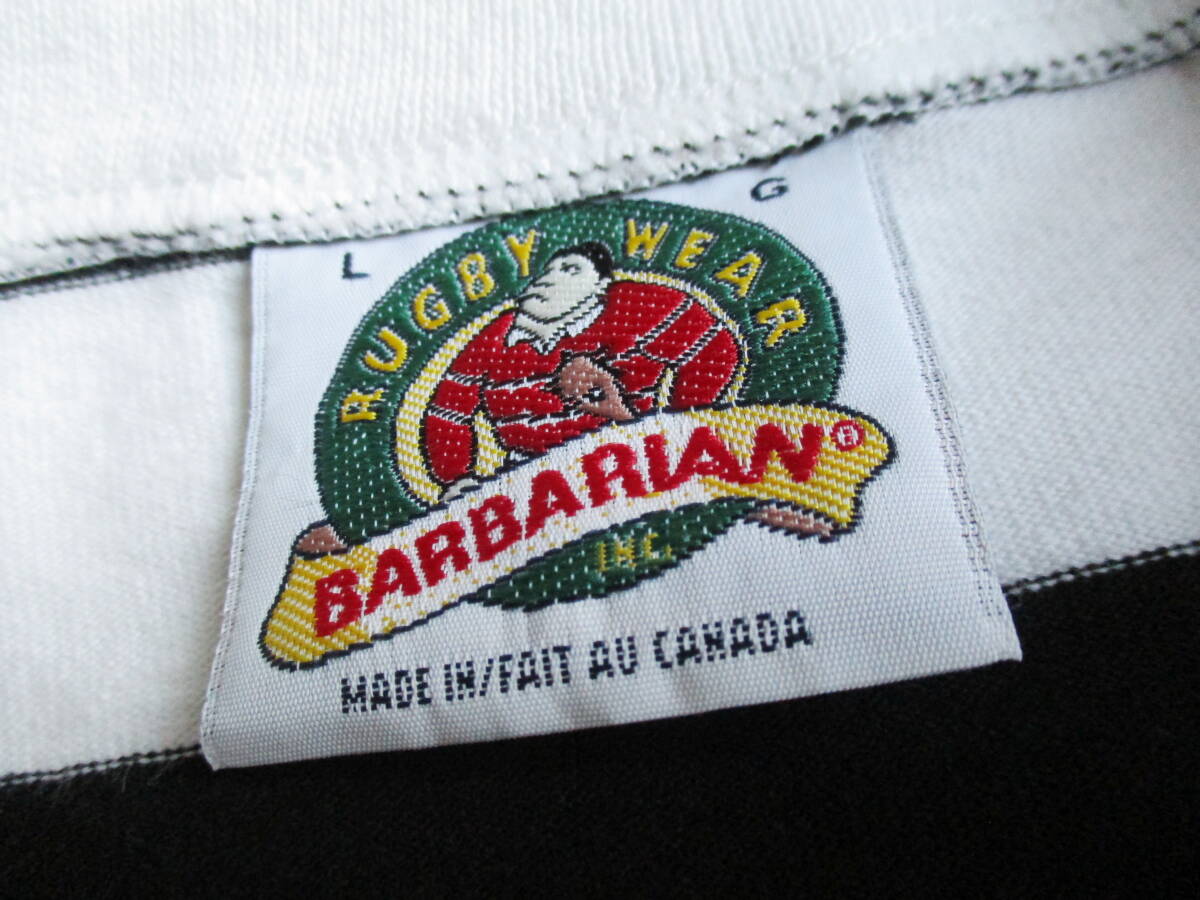 L G
RUGBY WEAR
BARBARIAN®
INC.
MADE IN/FAIT AU CANADA